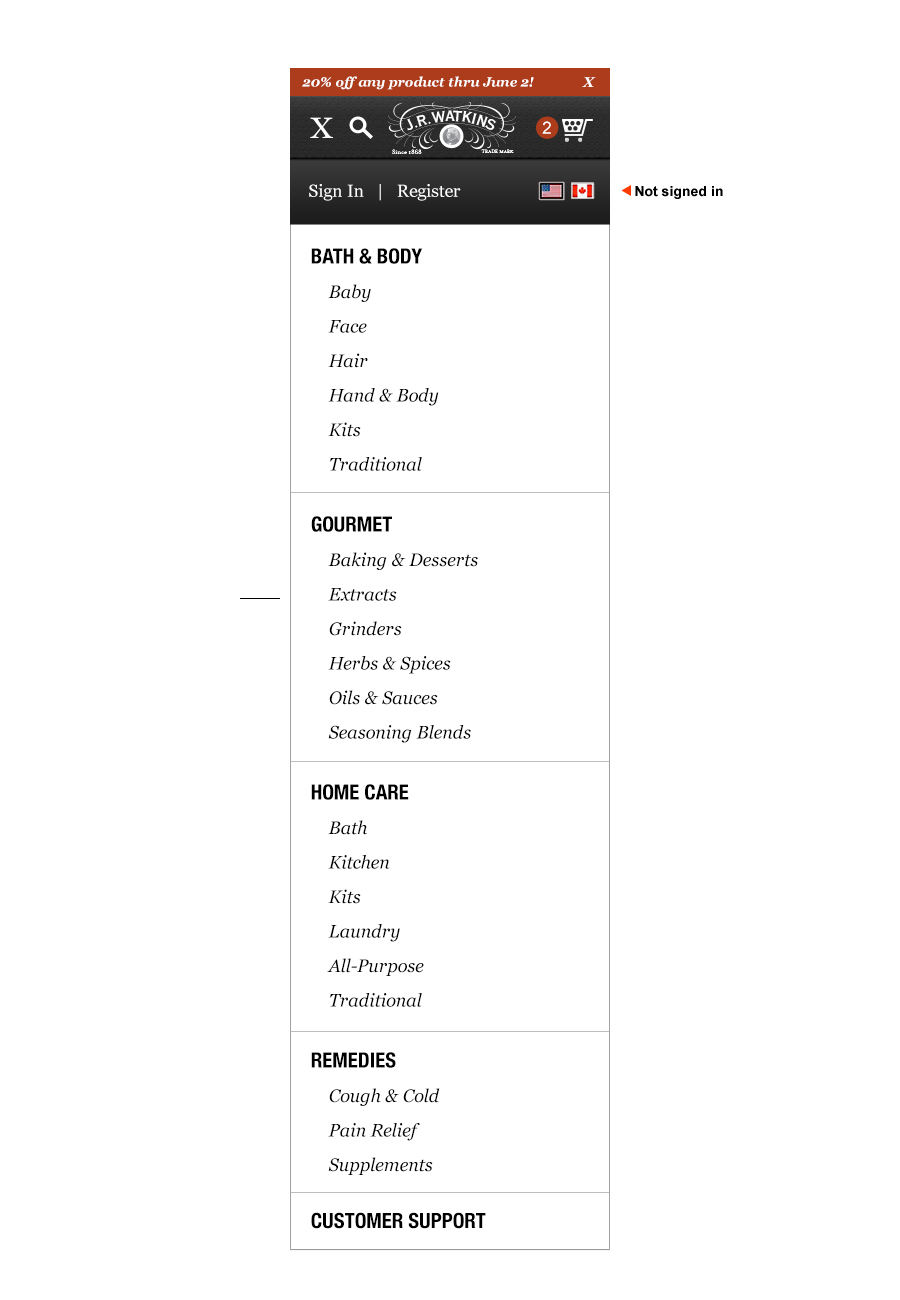 20% off any product thru June 2! X
X J.R. WATKINS 2
Since 1868 TRADE MARK
Sign In | Register
Not signed in
BATH & BODY
Baby
Face
Hair
Hand & Body
Kits
Traditional
GOURMET
Baking & Desserts
Extracts
Grinders
Herbs & Spices
Oils & Sauces
Seasoning Blends
HOME CARE
Bath
Kitchen
Kits
Laundry
All-Purpose
Traditional
REMEDIES
Cough & Cold
Pain Relief
Supplements
CUSTOMER SUPPORT